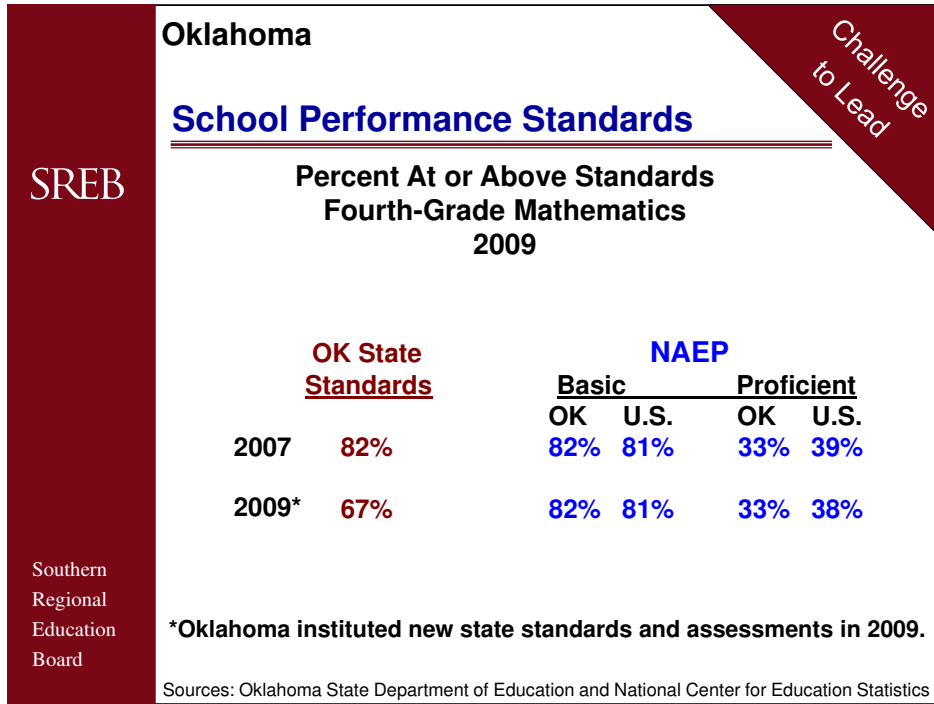 Oklahoma
Challenge
to Lead
School Performance Standards
SREB
Percent At or Above Standards
Fourth-Grade Mathematics
2009
OK State NAEP
Standards Basic Proficient
OK U.S. OK U.S.
2007 82% 82% 81% 33% 39%
2009* 67% 82% 81% 33% 38%
Southern
Regional
Education
Board
*Oklahoma instituted new state standards and assessments in 2009.
Sources: Oklahoma State Department of Education and National Center for Education Statistics